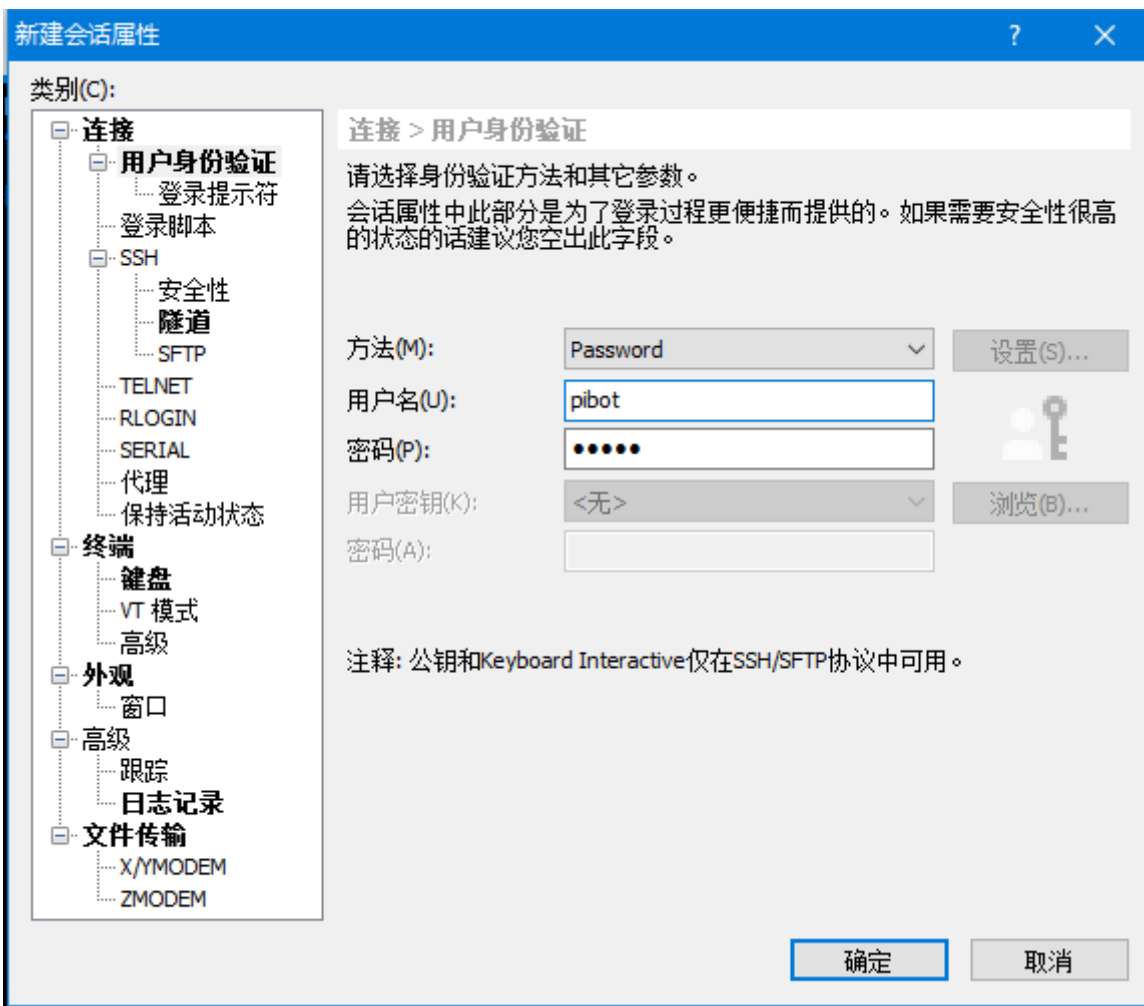 新建会话属性
类别(C):
连接
用户身份验证
登录提示符
登录脚本
SSH
安全性
隧道
SFTP
TELNET
RLOGIN
SERIAL
代理
保持活动状态
终端
键盘
VT 模式
高级
外观
窗口
高级
跟踪
日志记录
文件传输
X/YMODEM
ZMODEM
连接 > 用户身份验证
请选择身份验证方法和其它参数。
会话属性中此部分是为了登录过程更便捷而提供的。如果需要安全性很高
的状态的话建议您空出此字段。
方法(M): Password 设置(S)...
用户名(U): pibot
密码(P): •••••
用户密钥(K): <无> 浏览(B)...
密码(A):
注释: 公钥和Keyboard Interactive仅在SSH/SFTP协议中可用。
确定 取消